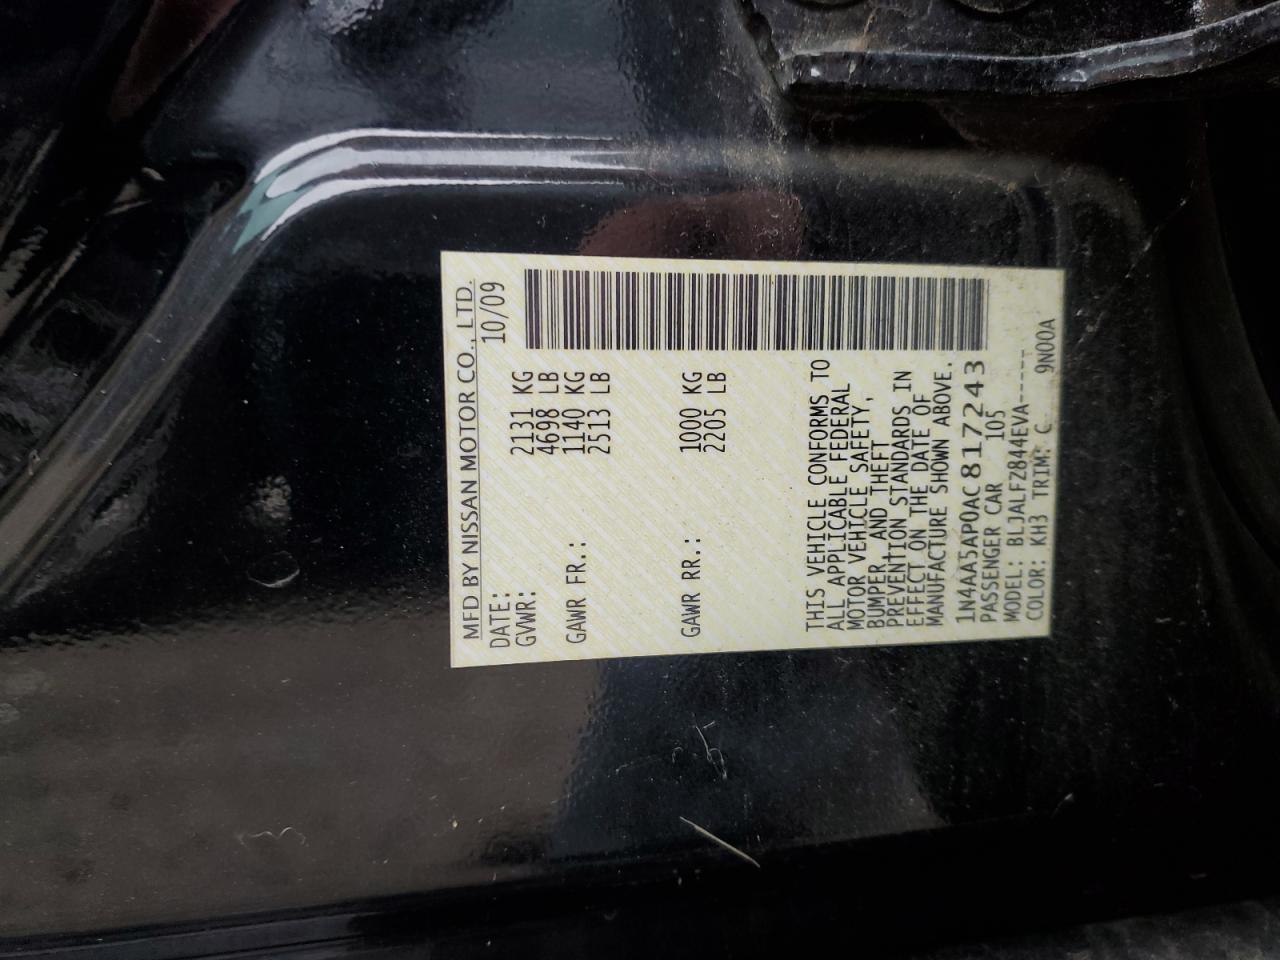 MFD BY NISSAN MOTOR CO., LTD.
DATE: 10/09
GVWR: 2131 KG
4698 LB
GAWR FR.: 1140 KG
2513 LB
GAWR RR.: 1000 KG
2205 LB
THIS VEHICLE CONFORMS TO
ALL APPLICABLE FEDERAL
MOTOR VEHICLE SAFETY,
BUMPER, AND THEFT
PREVENTION STANDARDS IN
EFFECT ON THE DATE OF
MANUFACTURE SHOWN ABOVE.
1N4AA5AP0AC817243
PASSENGER CAR 105
MODEL: BLJALFZ844EVA-----
COLOR: KH3 TRIM: C 9N00A